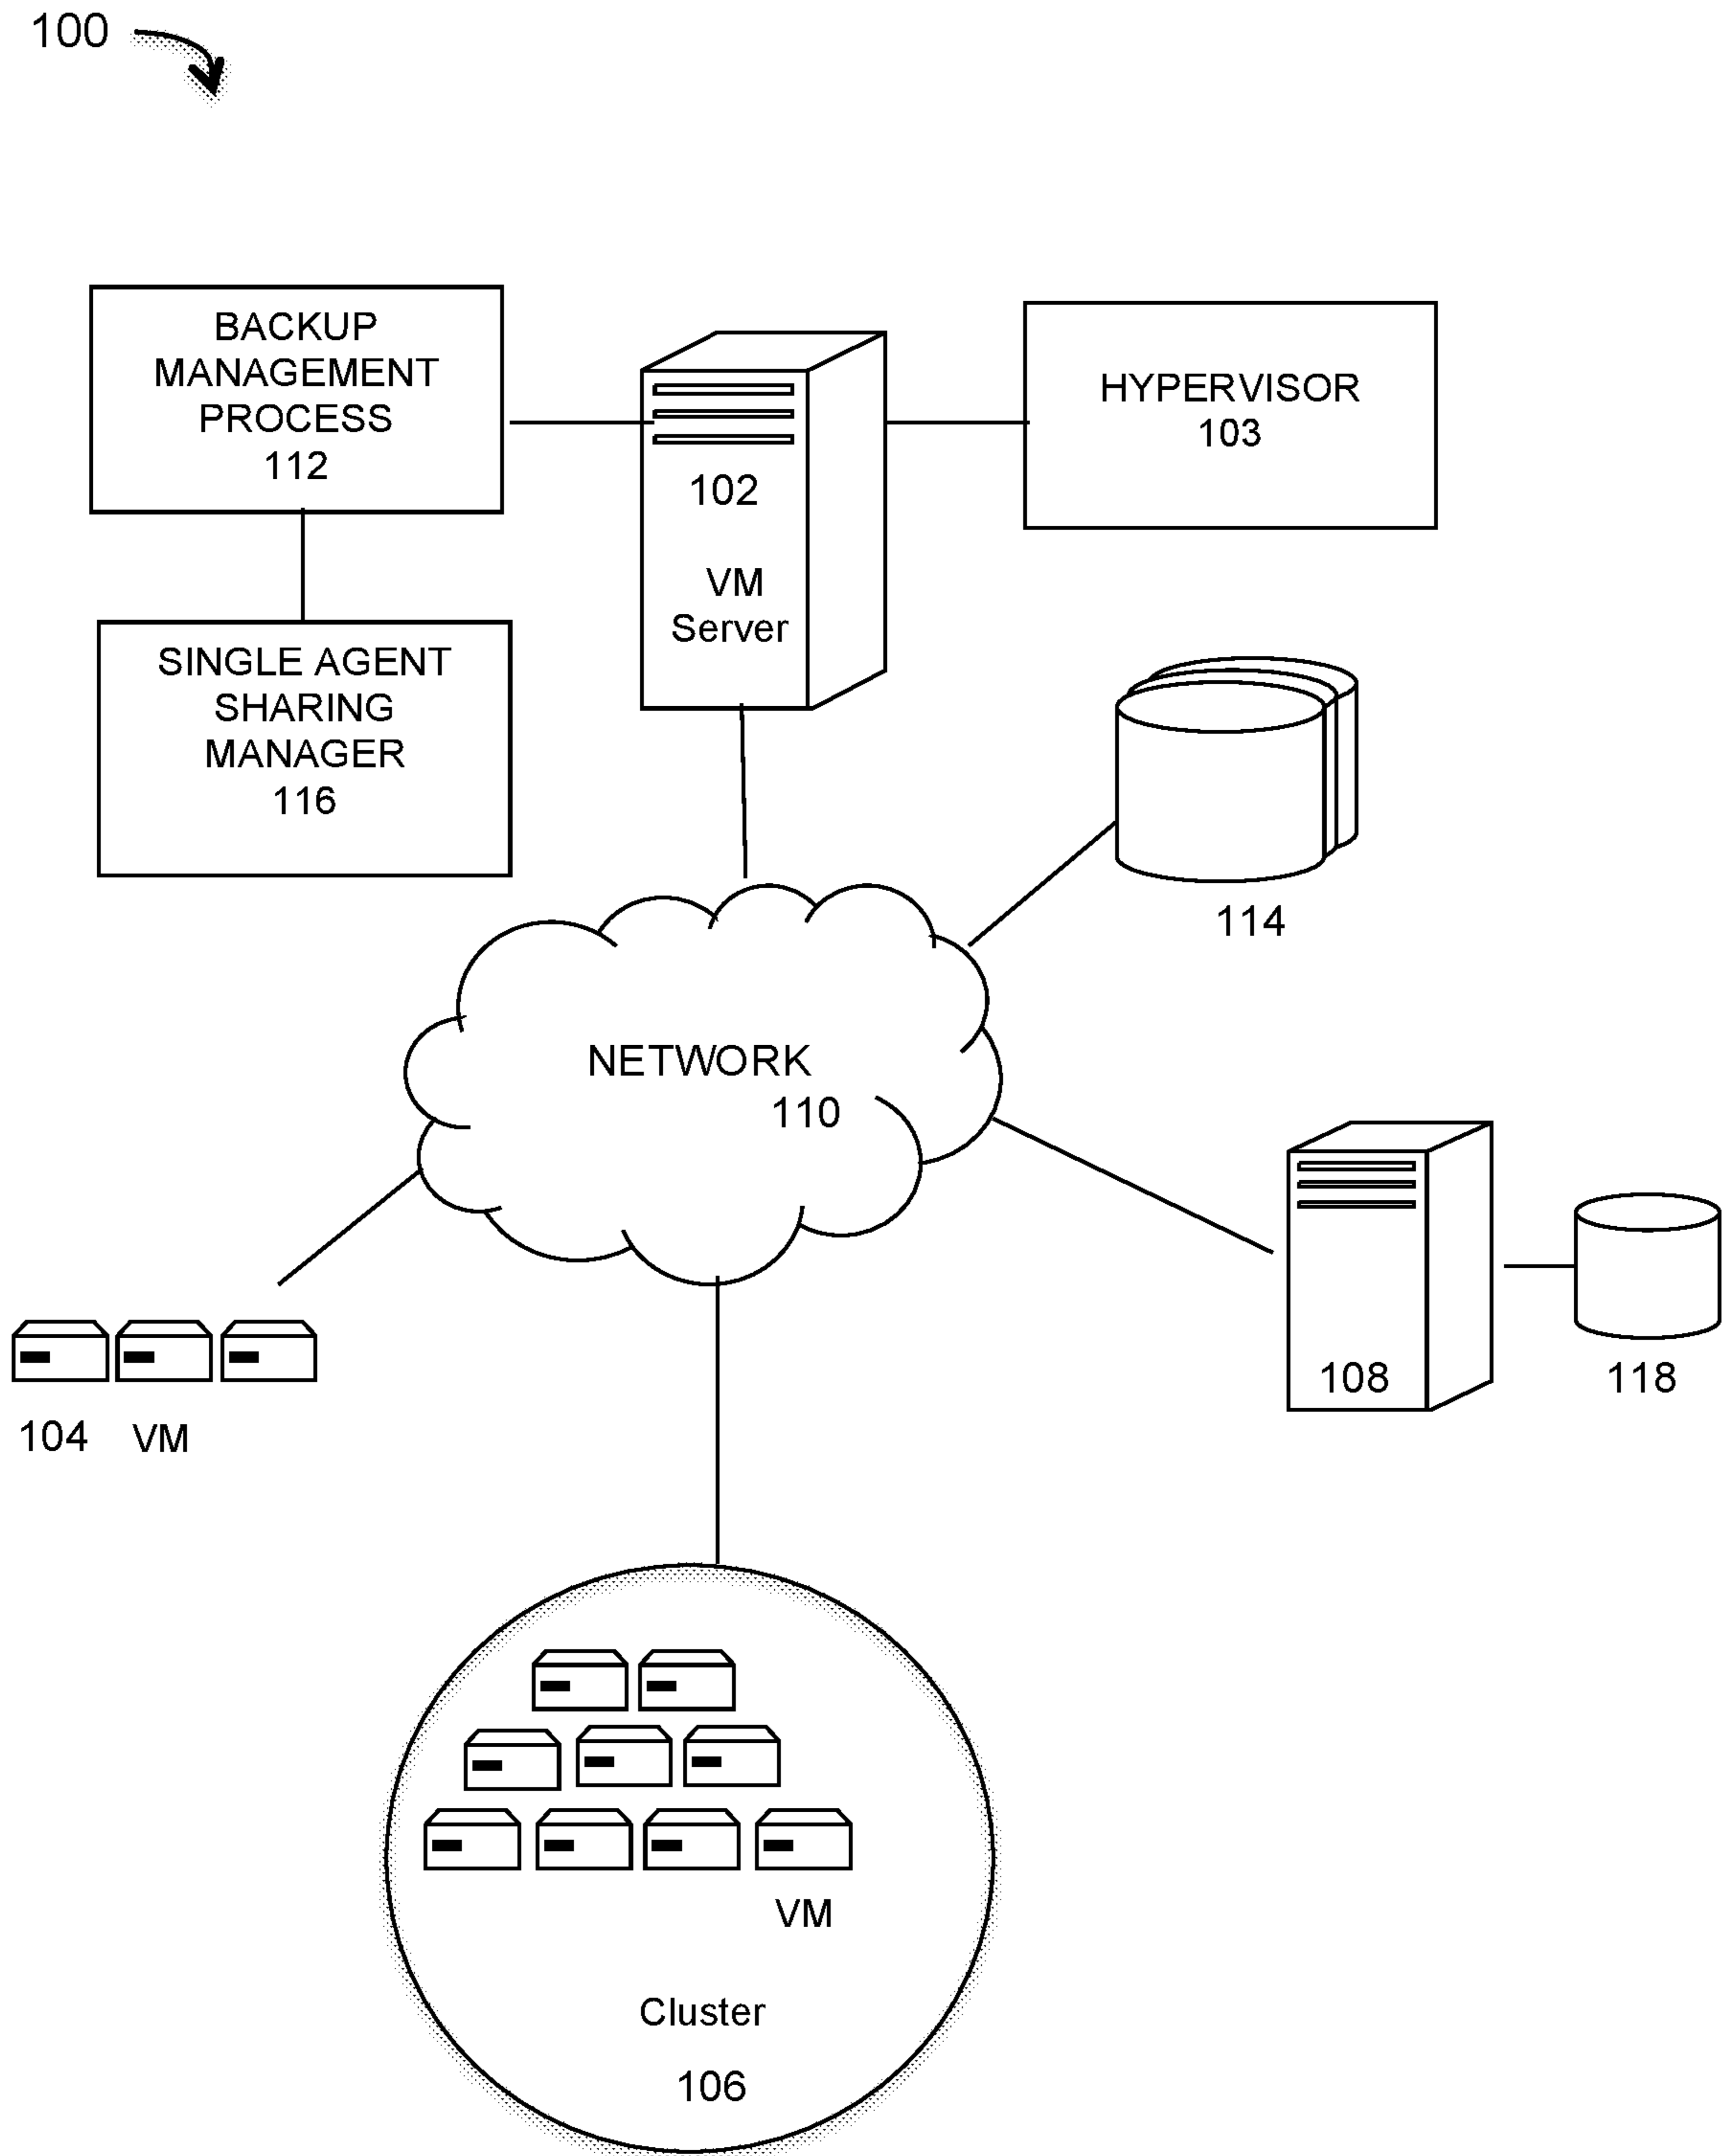 100
BACKUP
MANAGEMENT
PROCESS
112
HYPERVISOR
103
102
VM
Server
SINGLE AGENT
SHARING
MANAGER
116
114
NETWORK
110
108
118
104 VM
VM
Cluster
106